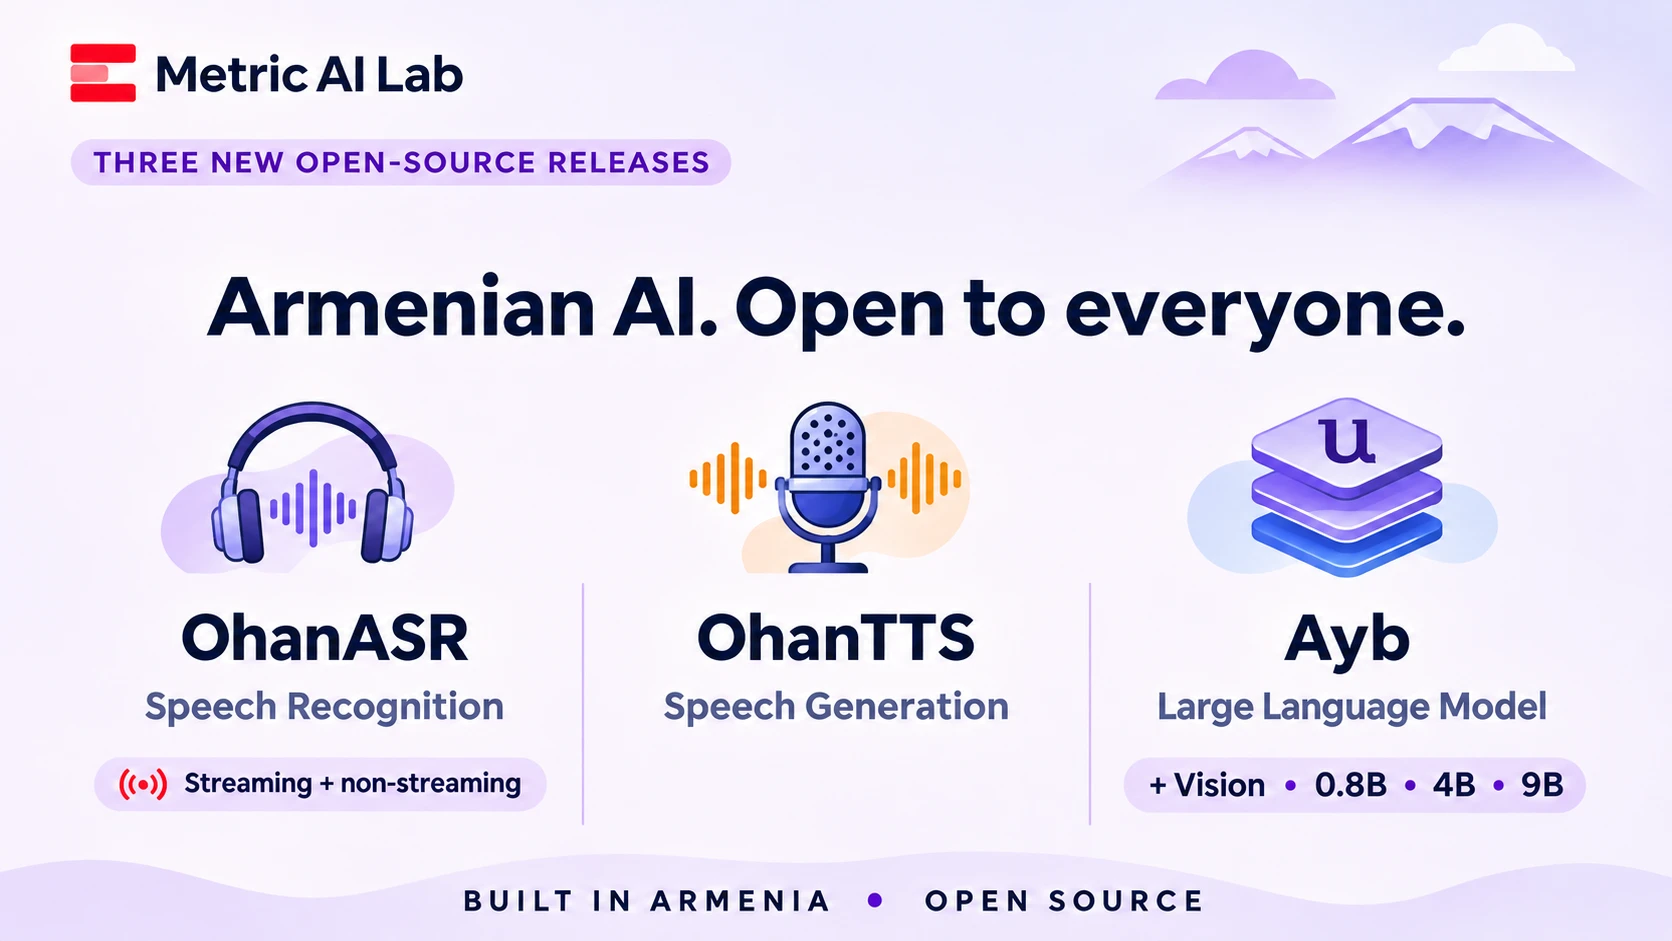 Metric AI Lab
THREE NEW OPEN-SOURCE RELEASES
Armenian AI. Open to everyone.
u
OhanASR
Speech Recognition
Streaming + non-streaming
OhanTTS
Speech Generation
Ayb
Large Language Model
+ Vision • 0.8B • 4B • 9B
BUILT IN ARMENIA • OPEN SOURCE